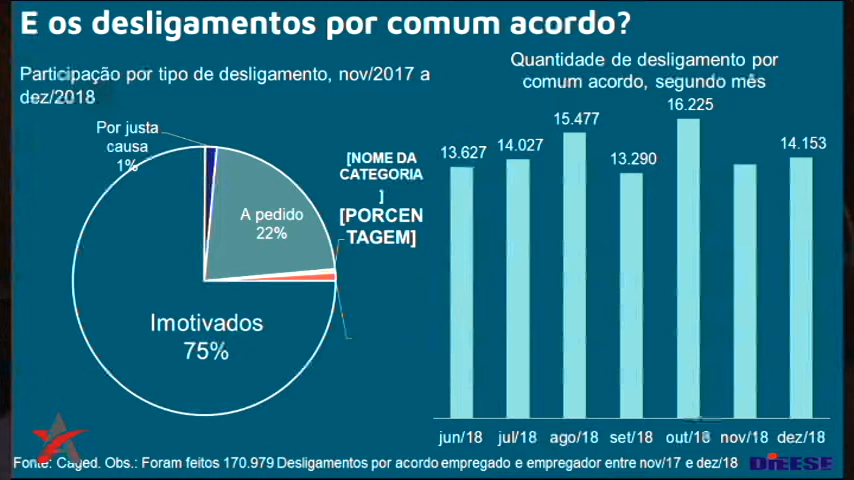 E os desligamentos por comum acordo?
Participação por tipo de desligamento, nov/2017 a
dez/2018
Por justa
causa
1%
A pedido
22%
[NOME DA
CATEGORIA
]
[PORCEN
TAGEM]
Imotivados
75%
Quantidade de desligamento por
comum acordo, segundo mês
13.627
14.027
15.477
13.290
16.225
14.153
jun/18 jul/18 ago/18 set/18 out/18 nov/18 dez/18
Fonte: Caged. Obs.: Foram feitos 170.979 Desligamentos por acordo empregado e empregador entre nov/17 e dez/18
DIEESE